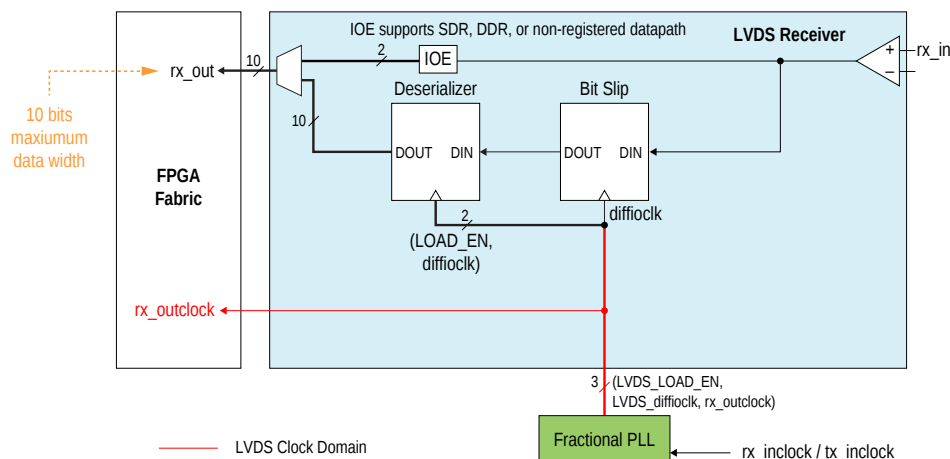 IOE supports SDR, DDR, or non-registered datapath
LVDS Receiver
2
IOE
+
−
rx_in
rx_out
10
10 bits
maxiumum
data width
Deserializer
Bit Slip
10
DOUT
DIN
DOUT
DIN
FPGA
Fabric
2
diffioclk
(LOAD_EN,
diffioclk)
rx_outclock
3
(LVDS_LOAD_EN,
LVDS_diffioclk, rx_outclock)
LVDS Clock Domain
Fractional PLL
rx_inclock / tx_inclock